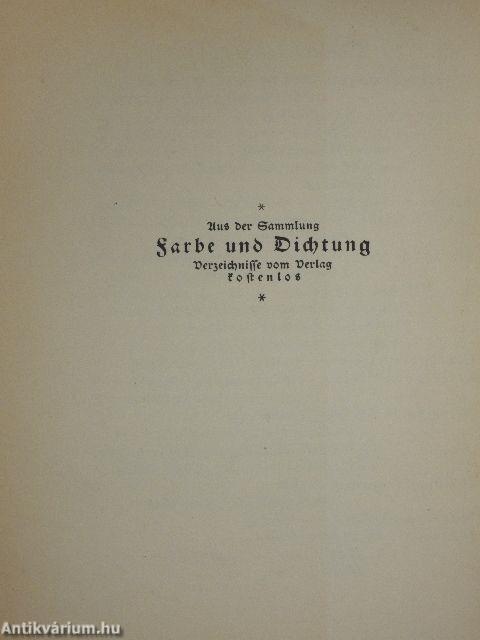 *
Aus der Sammlung
Farbe und Dichtung
Verzeichnisse vom Verlag
kostenlos
*
Antikvárium.hu